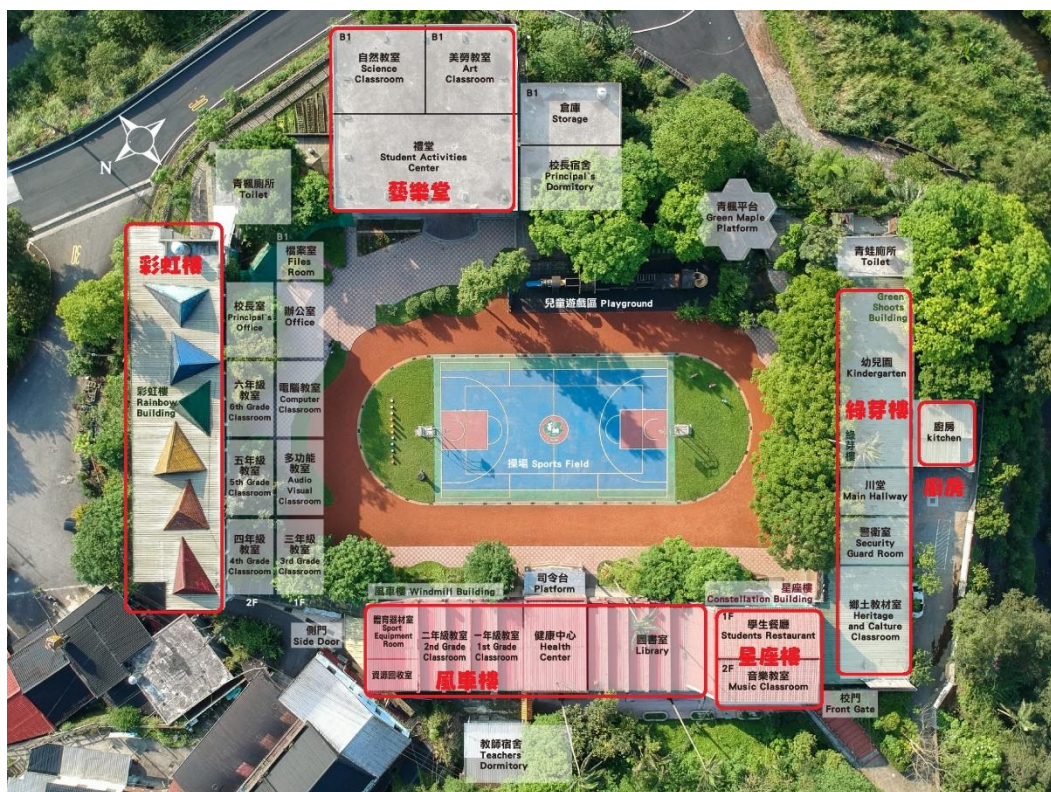 B1
自然教室
Science
Classroom
B1
美勞教室
Art
Classroom
禮堂
Student Activities
Center
藝樂堂
B1
倉庫
Storage
校長宿舍
Principal's
Dormitory
N
青楓廁所
Toilet
青楓平台
Green Maple
Platform
青蛙廁所
Toilet
彩虹樓
彩虹樓
Rainbow
Building
B1
檔案室
Files
Room
校長室
Principal's
Office
辦公室
Office
六年級
教室
6th Grade
Classroom
電腦教室
Computer
Classroom
五年級
教室
5th Grade
Classroom
多功能
教室
Audio
Visual
Classroom
四年級
教室
4th Grade
Classroom
三年級
教室
3rd Grade
Classroom
2F
1F
兒童遊戲區 Playground
操場 Sports Field
Green
Shoots
Building
幼兒園
Kindergarten
綠芽樓
綠芽樓
川堂
Main Hallway
警衛室
Security
Guard Room
鄉土教材室
Heritage
and Calture
Classroom
廚房
kitchen
廚房
側門
Side Door
風車樓 Windmill Building
司令台
Platform
星座樓
Constellation Building
體育器材室
Sport
Equipment
Room
資源回收室
二年級教室
2nd Grade
Classroom
一年級教室
1st Grade
Classroom
健康中心
Health
Center
圖書室
Library
風車樓
1F
學生餐廳
Students Restaurant
星座樓
2F
音樂教室
Music Classroom
校門
Front Gate
教師宿舍
Teachers'
Dormitory